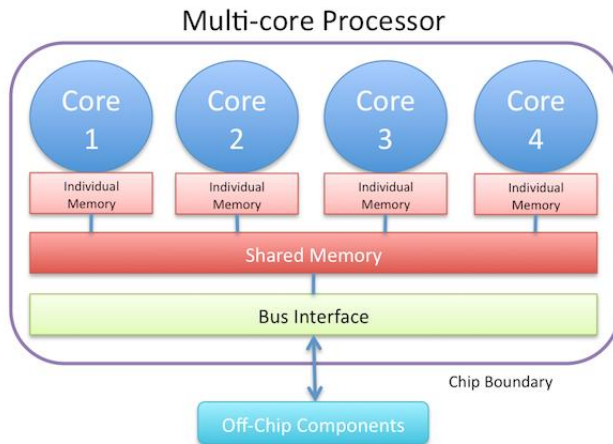 Multi-core Processor
Core 1
Core 2
Core 3
Core 4
Individual Memory
Individual Memory
Individual Memory
Individual Memory
Shared Memory
Bus Interface
Chip Boundary
Off-Chip Components